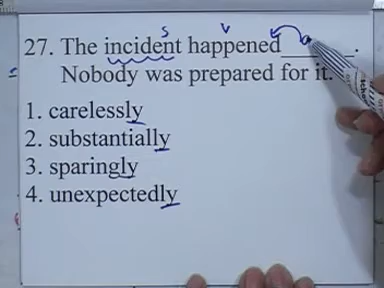 S V
27. The incident happened ______.
Nobody was prepared for it.
1. carelessly
2. substantially
3. sparingly
4. unexpectedly